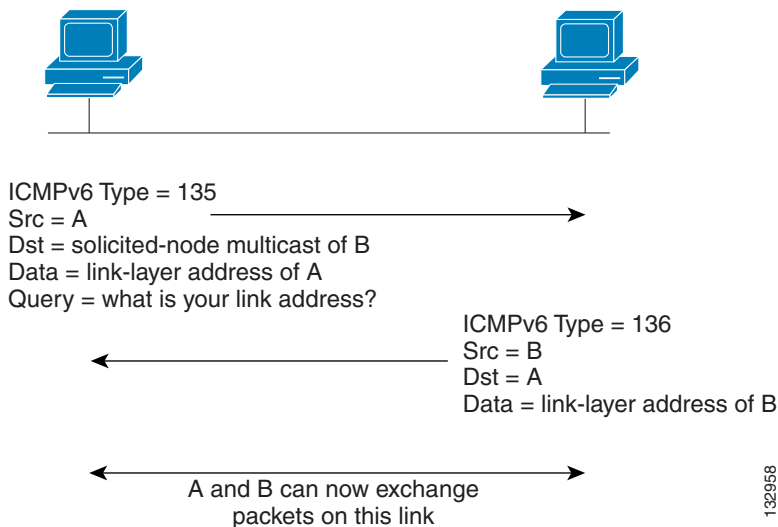 ICMPv6 Type = 135
Src = A
Dst = solicited-node multicast of B
Data = link-layer address of A
Query = what is your link address?
ICMPv6 Type = 136
Src = B
Dst = A
Data = link-layer address of B
A and B can now exchange
packets on this link
132958